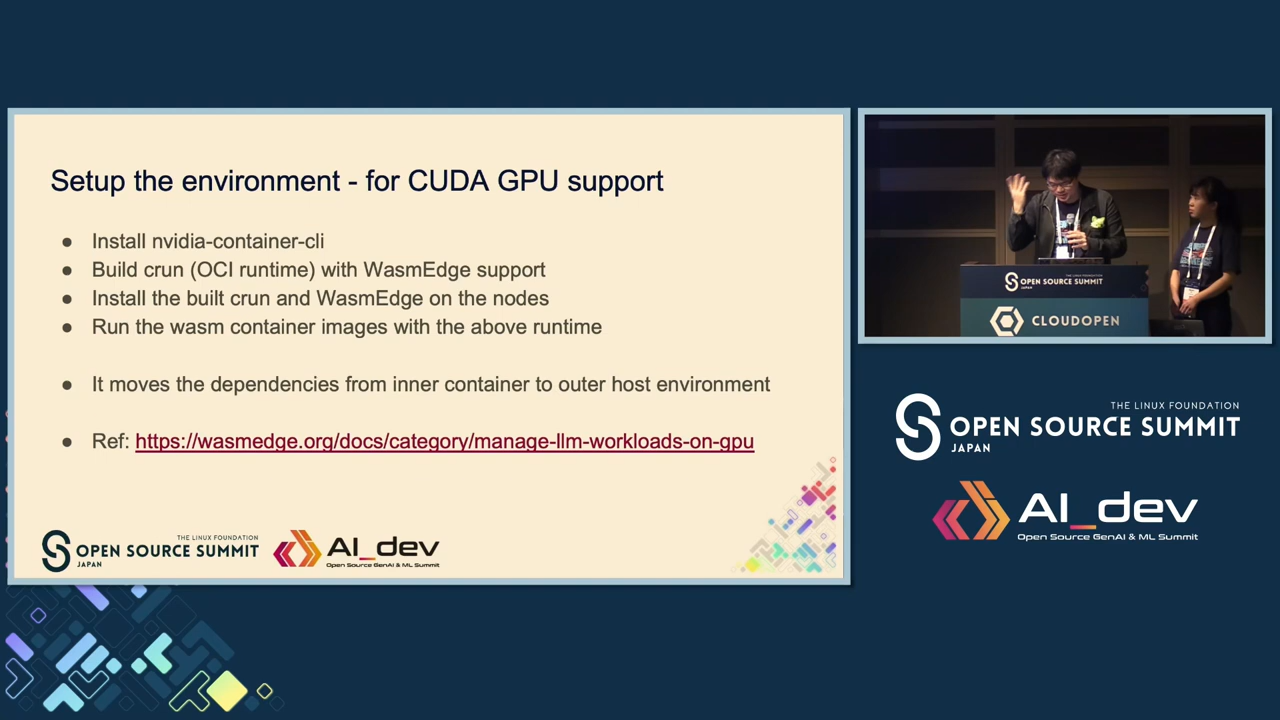 Setup the environment - for CUDA GPU support
● Install nvidia-container-cli
● Build crun (OCI runtime) with WasmEdge support
● Install the built crun and WasmEdge on the nodes
● Run the wasm container images with the above runtime
● It moves the dependencies from inner container to outer host environment
● Ref: https://wasmedge.org/docs/category/manage-llm-workloads-on-gpu
THE LINUX FOUNDATION
OPEN SOURCE SUMMIT
JAPAN
AI_dev
Open Source GenAI & ML Summit
OPEN SOURCE SUMMIT
JAPAN
CLOUDOPEN
THE LINUX FOUNDATION
OPEN SOURCE SUMMIT
JAPAN
AI_dev
Open Source GenAI & ML Summit